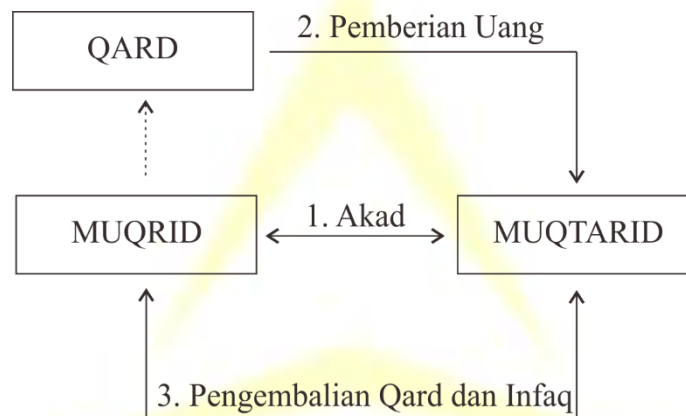 2. Pemberian Uang
QARD
MUQRID
1. Akad
MUQTARID
3. Pengembalian Qard dan Infaq